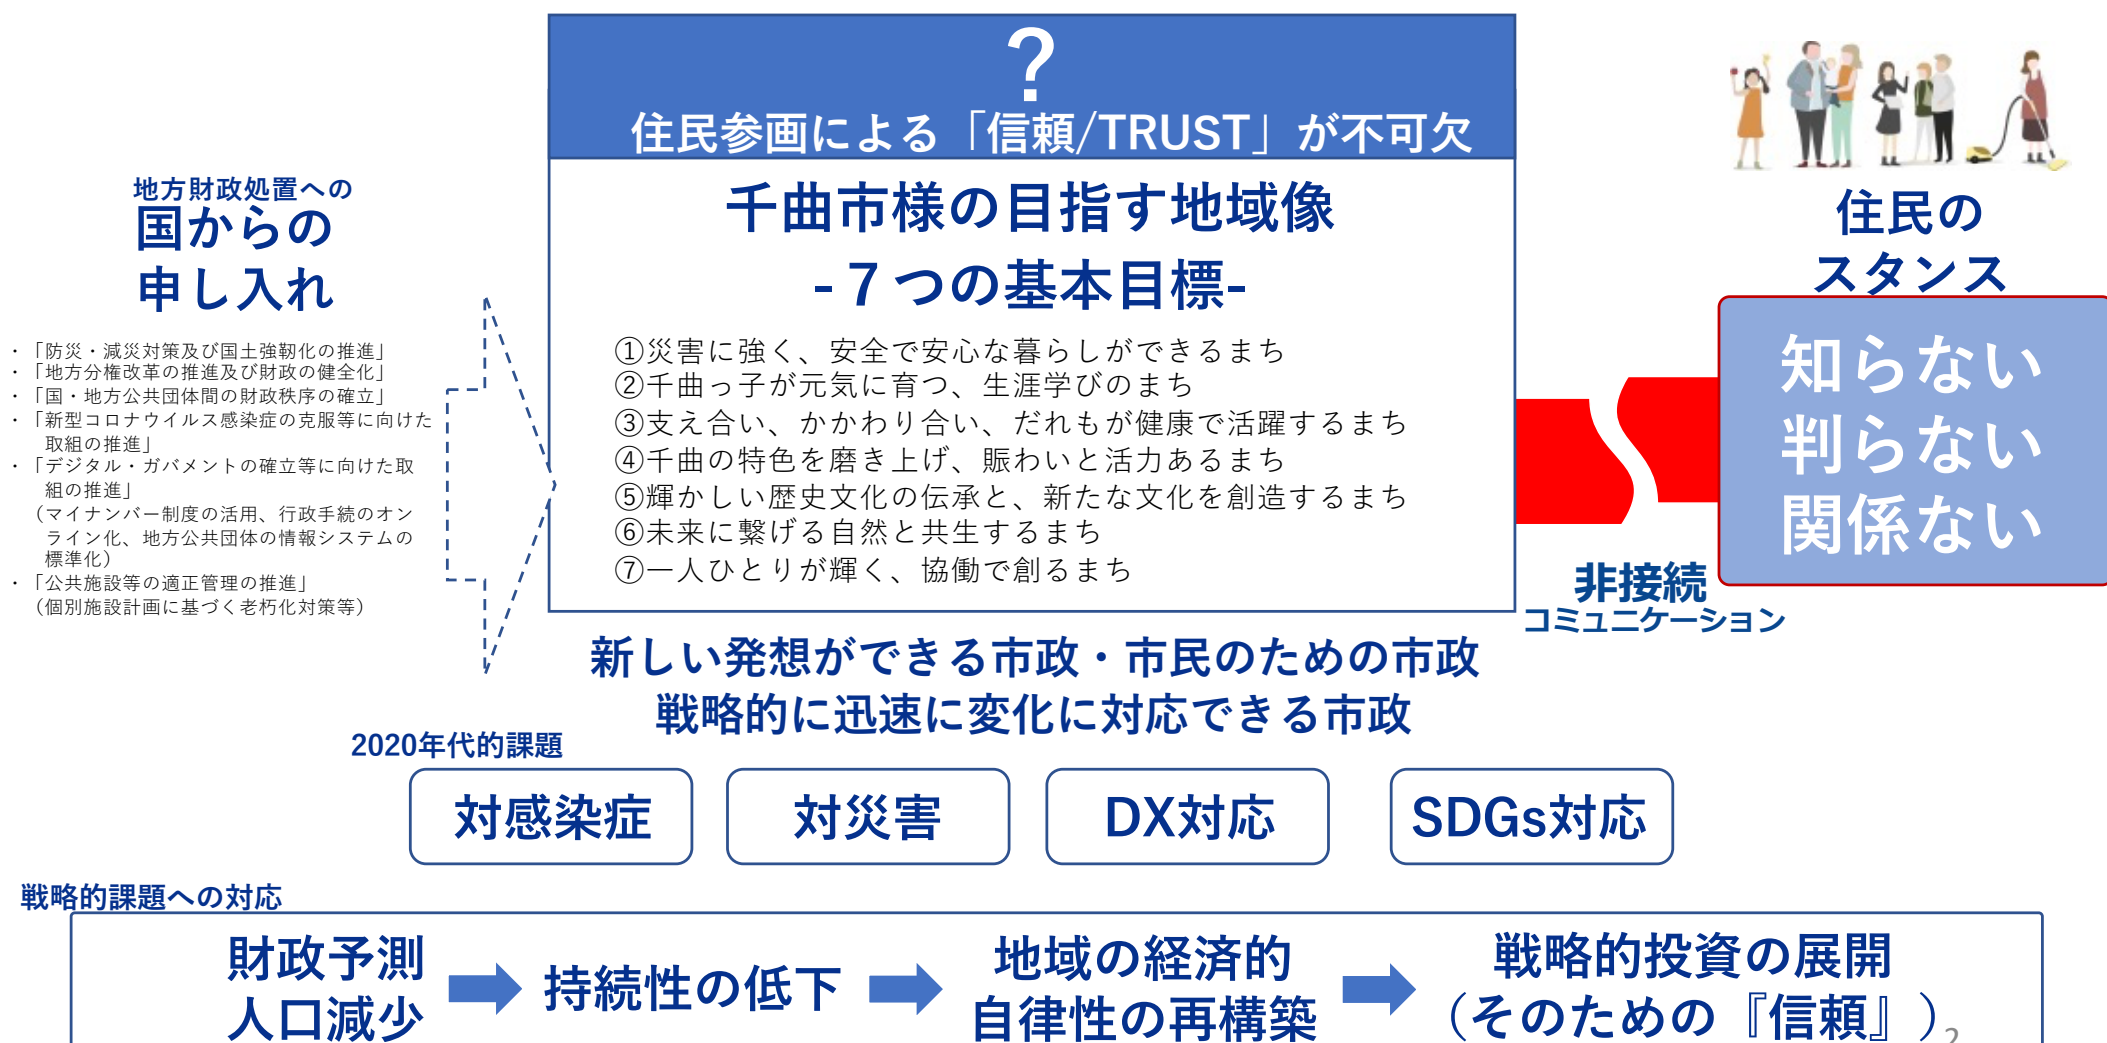 ？
住民参画による「信頼/TRUST」が不可欠
地方財政処置への
国からの
申し入れ
・「防災・減災対策及び国土強靭化の推進」
・「地方分権改革の推進及び財政の健全化」
・「国・地方公共団体間の財政秩序の確立」
・「新型コロナウイルス感染症の克服等に向けた
取組の推進」
・「デジタル・ガバメントの確立等に向けた取
組の推進」
（マイナンバー制度の活用、行政手続のオン
ライン化、地方公共団体の情報システムの
標準化）
・「公共施設等の適正管理の推進」
（個別施設計画に基づく老朽化対策等）
千曲市様の目指す地域像
-７つの基本目標-
①災害に強く、安全で安心な暮らしができるまち
②千曲っ子が元気に育つ、生涯学びのまち
③支え合い、かかわり合い、だれもが健康で活躍するまち
④千曲の特色を磨き上げ、賑わいと活力あるまち
⑤輝かしい歴史文化の伝承と、新たな文化を創造するまち
⑥未来に繋げる自然と共生するまち
⑦一人ひとりが輝く、協働で創るまち
住民の
スタンス
知らない
判らない
関係ない
非接続
コミュニケーション
新しい発想ができる市政・市民のための市政
戦略的に迅速に変化に対応できる市政
2020年代的課題
対感染症
対災害
DX対応
SDGs対応
戦略的課題への対応
財政予測
人口減少
持続性の低下
地域の経済的
自律性の再構築
戦略的投資の展開
（そのための『信頼』）
2